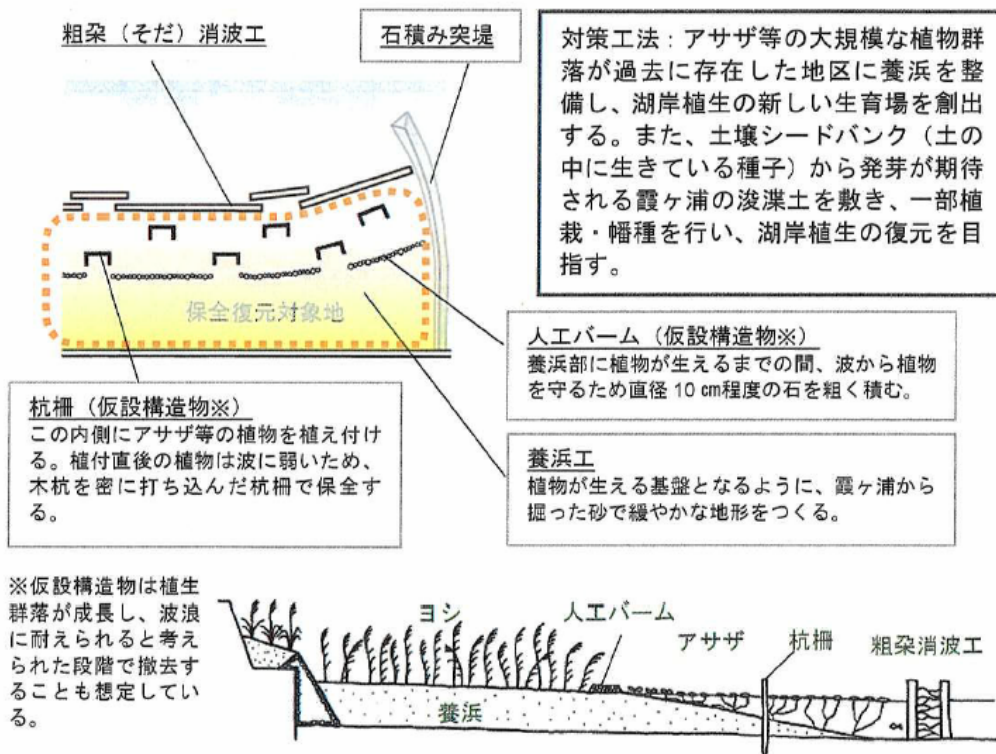 粗朶（そだ）消波工
石積み突堤
対策工法：アサザ等の大規模な植物群
落が過去に存在した地区に養浜を整
備し、湖岸植生の新しい生育場を創出
する。また、土壌シードバンク（土の
中に生きている種子）から発芽が期待
される霞ヶ浦の浚渫土を敷き、一部植
栽・幡種を行い、湖岸植生の復元を目
指す。
保全復元対象地
人工バーム（仮設構造物※）
養浜部に植物が生えるまでの間、波から植物
を守るため直径 10 ㎝程度の石を粗く積む。
杭柵（仮設構造物※）
この内側にアサザ等の植物を植え付け
る。植付直後の植物は波に弱いため、
木杭を密に打ち込んだ杭柵で保全す
る。
養浜工
植物が生える基盤となるように、霞ヶ浦から
掘った砂で緩やかな地形をつくる。
※仮設構造物は植生
群落が成長し、波浪
に耐えられると考え
られた段階で撤去す
ることも想定してい
る。
ヨシ
人工バーム
アサザ
杭柵
粗朶消波工
養浜